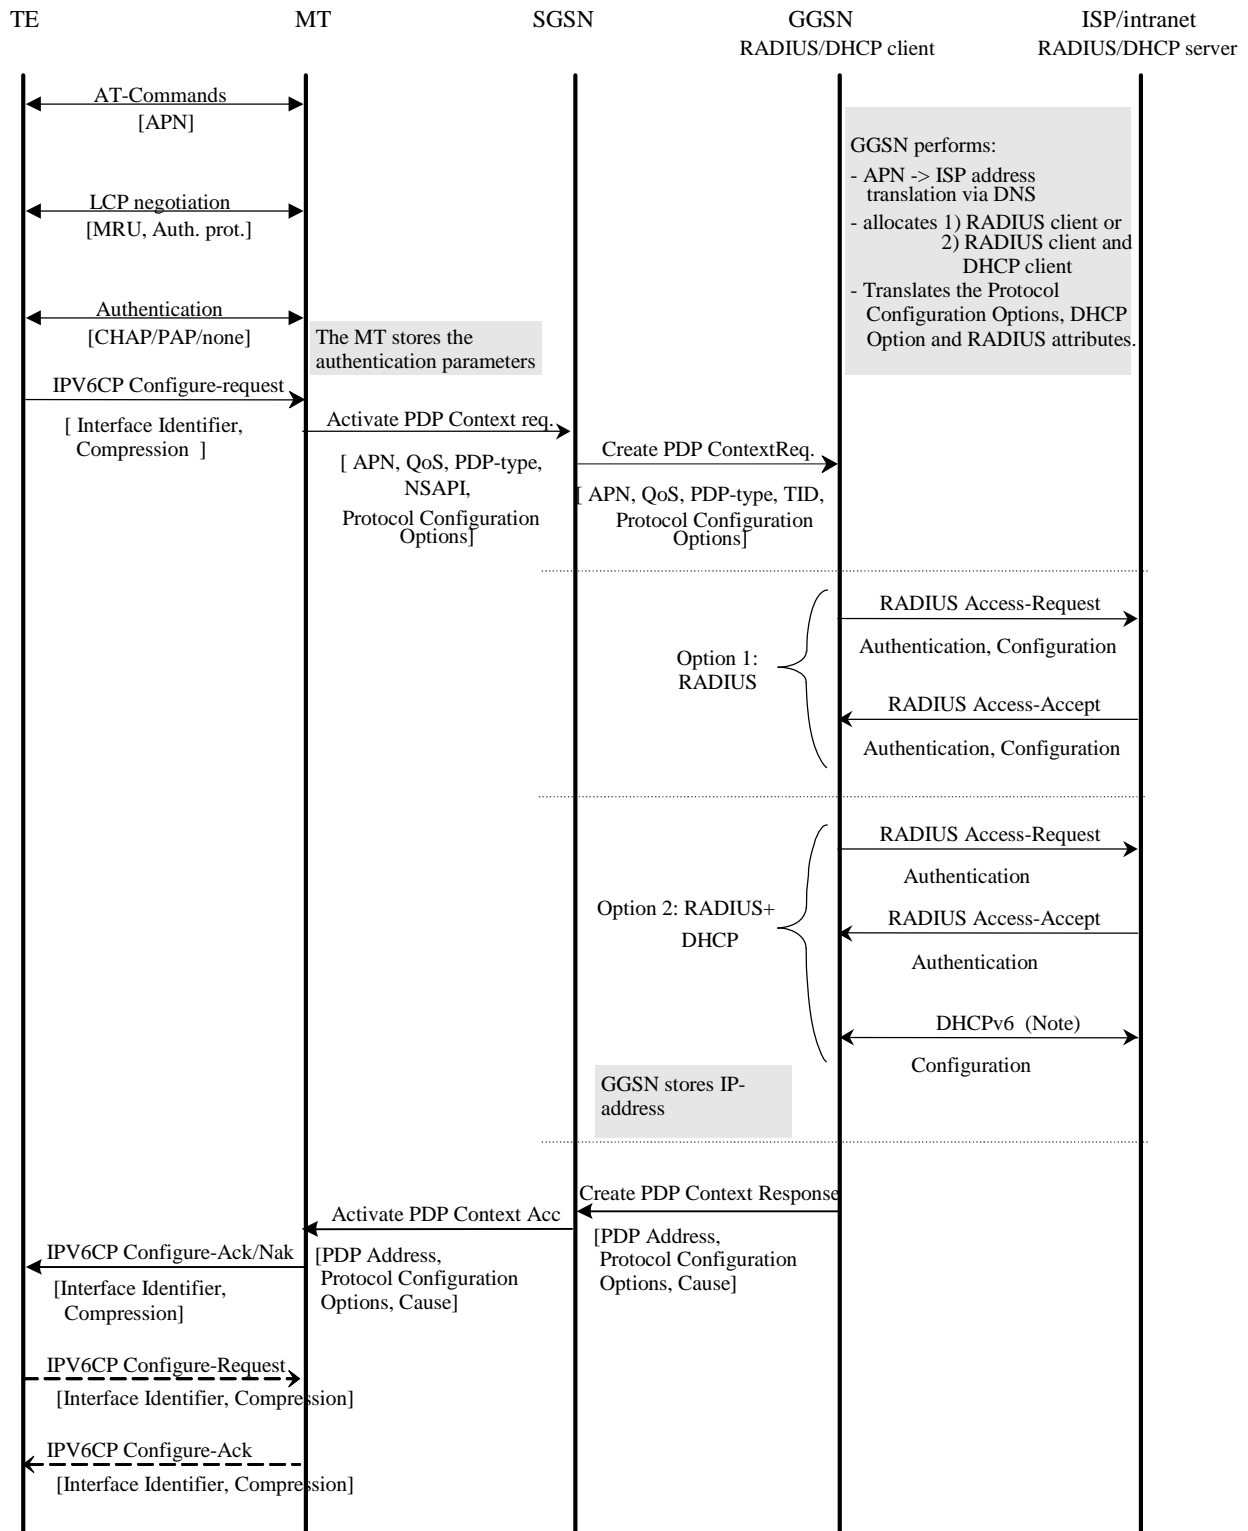 TE
MT
SGSN
GGSN
ISP/intranet
RADIUS/DHCP client
RADIUS/DHCP server
AT-Commands
[APN]
GGSN performs:
- APN -> ISP address
translation via DNS
- allocates 1) RADIUS client or
2) RADIUS client and
DHCP client
- Translates the Protocol
Configuration Options, DHCP
Option and RADIUS attributes.
LCP negotiation
[MRU, Auth. prot.]
Authentication
[CHAP/PAP/none]
The MT stores the
authentication parameters
IPV6CP Configure-request
[ Interface Identifier,
Compression ]
Activate PDP Context req.
[ APN, QoS, PDP-type,
NSAPI,
Protocol Configuration
Options]
Create PDP ContextReq.
[ APN, QoS, PDP-type, TID,
Protocol Configuration
Options]
RADIUS Access-Request
Authentication, Configuration
Option 1:
RADIUS
RADIUS Access-Accept
Authentication, Configuration
RADIUS Access-Request
Authentication
Option 2: RADIUS+
DHCP
RADIUS Access-Accept
Authentication
DHCPv6 (Note)
Configuration
GGSN stores IP-
address
Create PDP Context Response
[PDP Address,
Protocol Configuration
Options, Cause]
Activate PDP Context Acc
[PDP Address,
Protocol Configuration
Options, Cause]
IPV6CP Configure-Ack/Nak
[Interface Identifier,
Compression]
IPV6CP Configure-Request
[Interface Identifier, Compression]
IPV6CP Configure-Ack
[Interface Identifier, Compression]